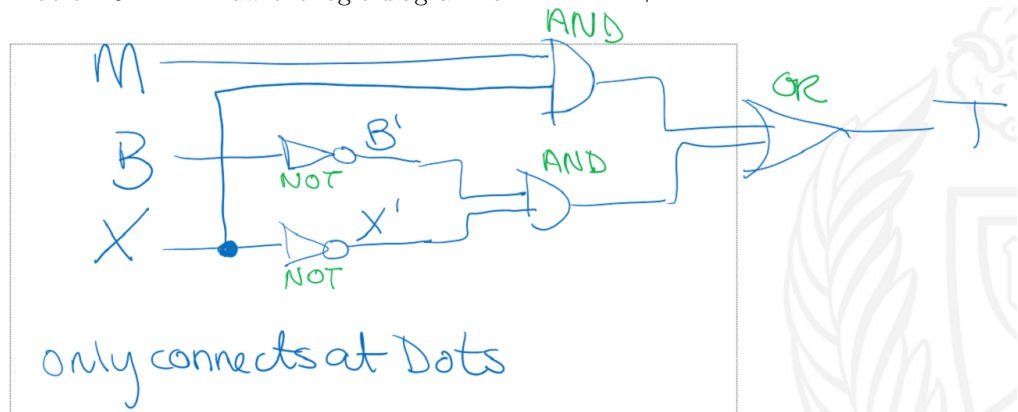 AND
M
OR
T
B
B'
NOT
AND
X
X'
NOT
only connects at Dots